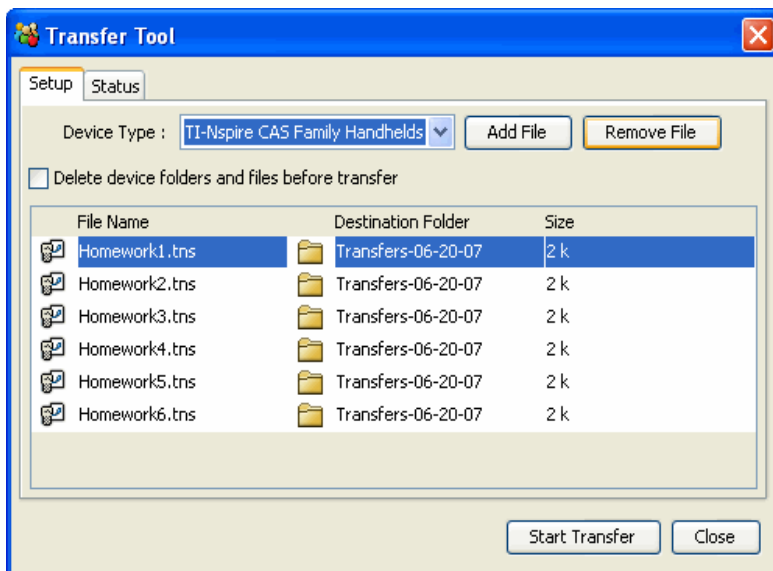 Transfer Tool
Setup Status
Device Type : TI-Nspire CAS Family Handhelds Add File Remove File
Delete device folders and files before transfer
File Name Destination Folder Size
Homework1.tns Transfers-06-20-07 2 k
Homework2.tns Transfers-06-20-07 2 k
Homework3.tns Transfers-06-20-07 2 k
Homework4.tns Transfers-06-20-07 2 k
Homework5.tns Transfers-06-20-07 2 k
Homework6.tns Transfers-06-20-07 2 k
Start Transfer Close